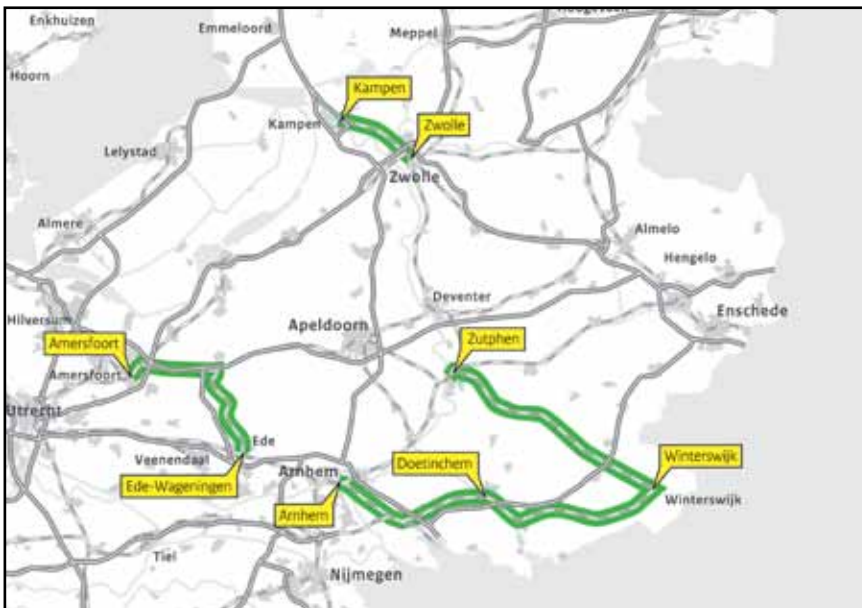 Enkhuizen
Emmeloord
Meppel
Hoogeveen
Hoorn
Kampen
Kampen
Zwolle
Lelystad
Zwolle
Almere
Almelo
Hengelo
Deventer
Enschede
Hilversum
Apeldoorn
Amersfoort
Zutphen
Amersfoort
Utrecht
Ede
Veenendaal
Doetinchem
Winterswijk
Arnhem
Ede-Wageningen
Winterswijk
Arnhem
Tiel
Nijmegen